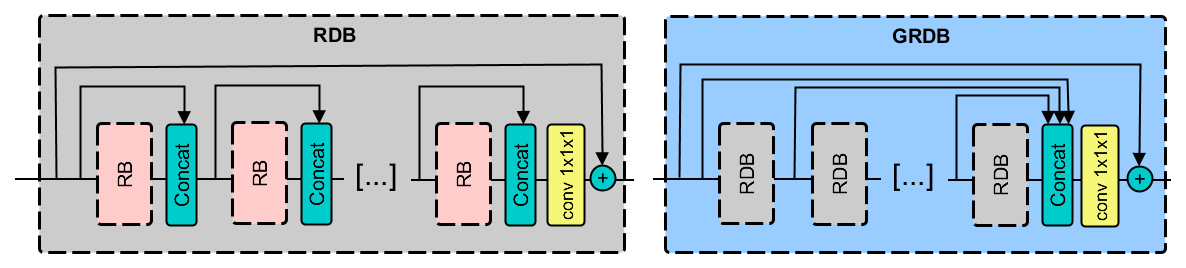 RDB
RB
Concat
RB
Concat
[...]
RB
Concat
conv 1x1x1
+
GRDB
RDB
RDB
[...]
RDB
Concat
conv 1x1x1
+